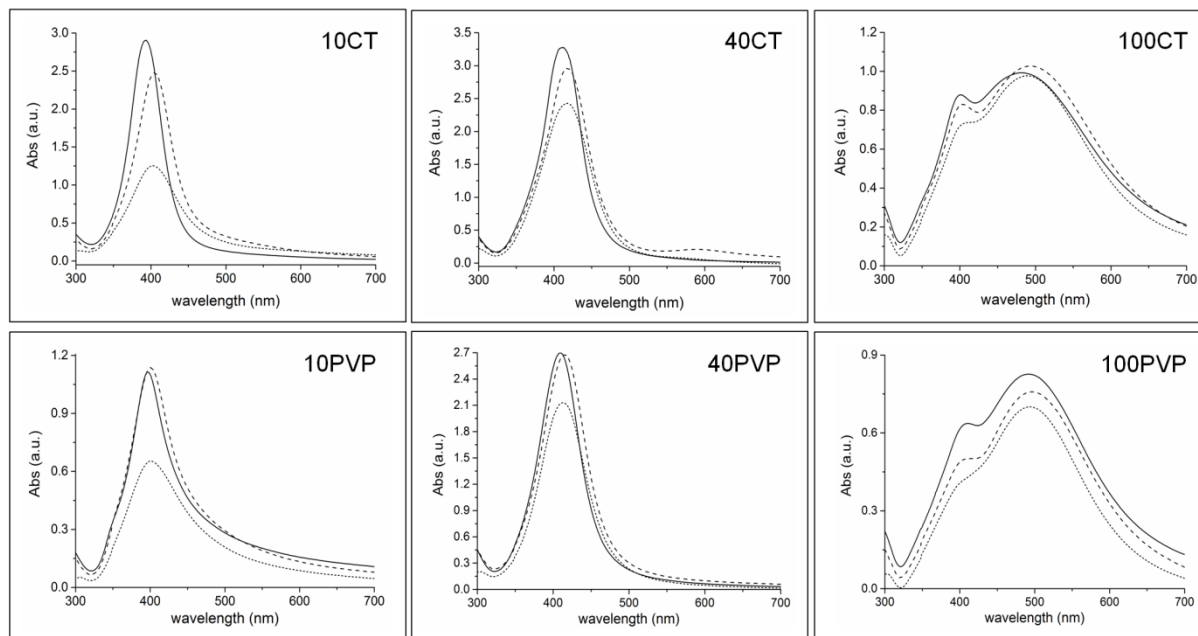 10CT
3.0
2.5
2.0
1.5
1.0
0.5
0.0
Abs (a.u.)
300 400 500 600 700
wavelength (nm)
40CT
3.5
3.0
2.5
2.0
1.5
1.0
0.5
0.0
Abs (a.u.)
300 400 500 600 700
wavelength (nm)
100CT
1.2
1.0
0.8
0.6
0.4
0.2
0.0
Abs (a.u.)
300 400 500 600 700
wavelength (nm)
10PVP
1.2
0.9
0.6
0.3
0.0
Abs (a.u.)
300 400 500 600 700
wavelength (nm)
40PVP
2.7
2.4
2.1
1.8
1.5
1.2
0.9
0.6
0.3
0.0
Abs (a.u.)
300 400 500 600 700
wavelength (nm)
100PVP
0.9
0.6
0.3
0.0
Abs (a.u.)
300 400 500 600 700
wavelength (nm)